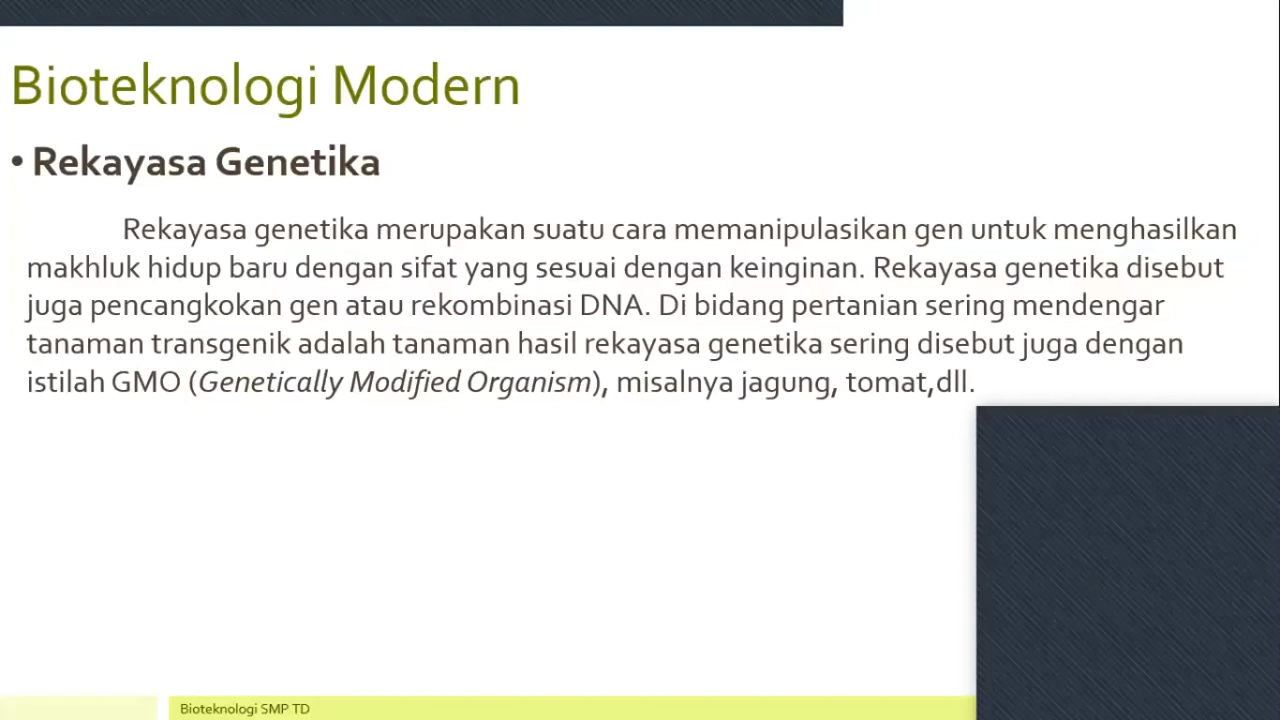 Bioteknologi Modern
• Rekayasa Genetika
Rekayasa genetika merupakan suatu cara memanipulasikan gen untuk menghasilkan
makhluk hidup baru dengan sifat yang sesuai dengan keinginan. Rekayasa genetika disebut
juga pencangkokan gen atau rekombinasi DNA. Di bidang pertanian sering mendengar
tanaman transgenik adalah tanaman hasil rekayasa genetika sering disebut juga dengan
istilah GMO (Genetically Modified Organism), misalnya jagung, tomat,dll.
Bioteknologi SMP TD